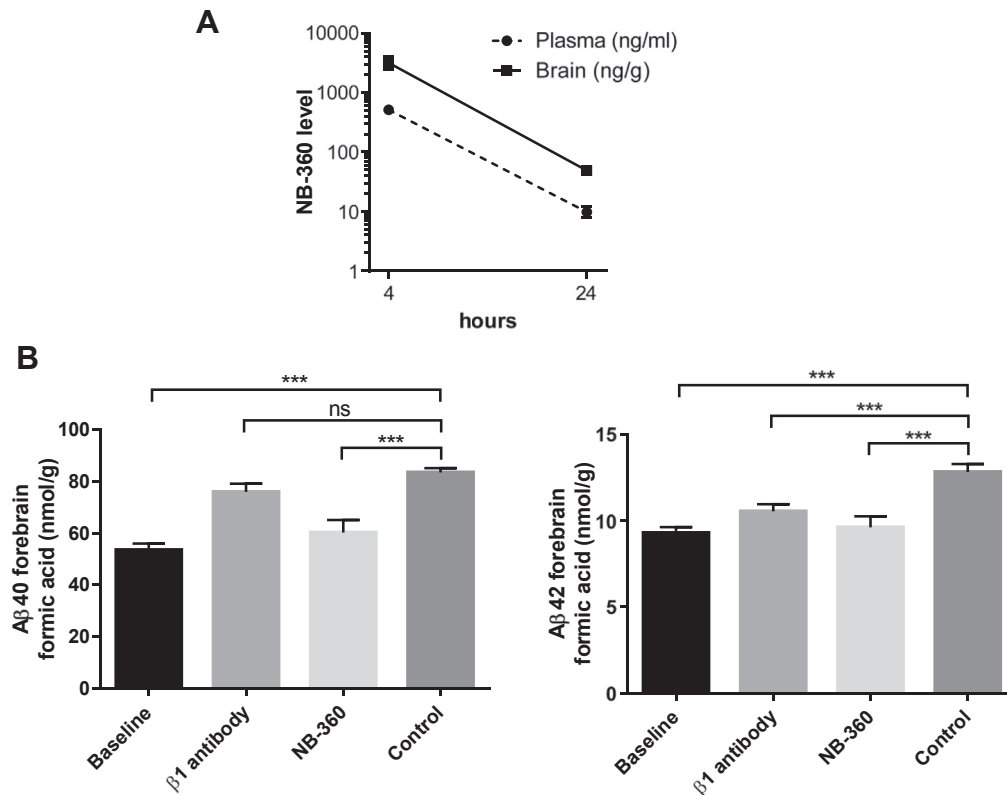 A
10000
1000
100
10
1
NB-360 level
Plasma (ng/ml)
Brain (ng/g)
4
24
hours
B
***
ns
***
100
80
60
40
20
0
Aβ40 forebrain
formic acid (nmol/g)
Baseline
β1 antibody
NB-360
Control
***
***
***
15
10
5
0
Aβ42 forebrain
formic acid (nmol/g)
Baseline
β1 antibody
NB-360
Control